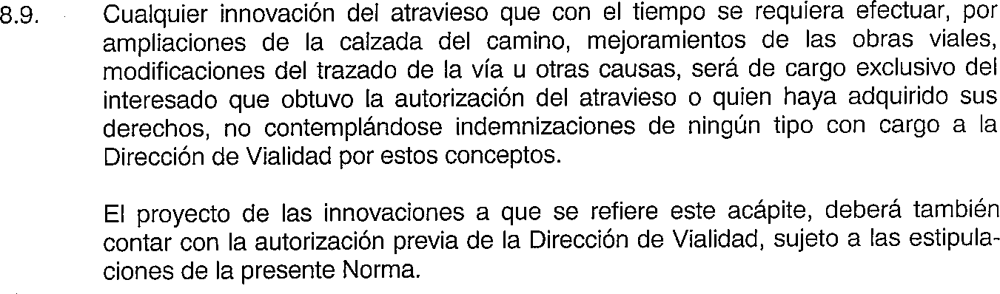 8.9. Cualquier innovación del atravieso que con el tiempo se requiera efectuar, por
ampliaciones de la calzada del camino, mejoramientos de las obras viales,
modificaciones del trazado de la vía u otras causas, será de cargo exclusivo del
interesado que obtuvo la autorización del atravieso o quien haya adquirido sus
derechos, no contemplándose indemnizaciones de ningún tipo con cargo a la
Dirección de Vialidad por estos conceptos.
El proyecto de las innovaciones a que se refiere este acápite, deberá también
contar con la autorización previa de la Dirección de Vialidad, sujeto a las estipula-
ciones de la presente Norma.